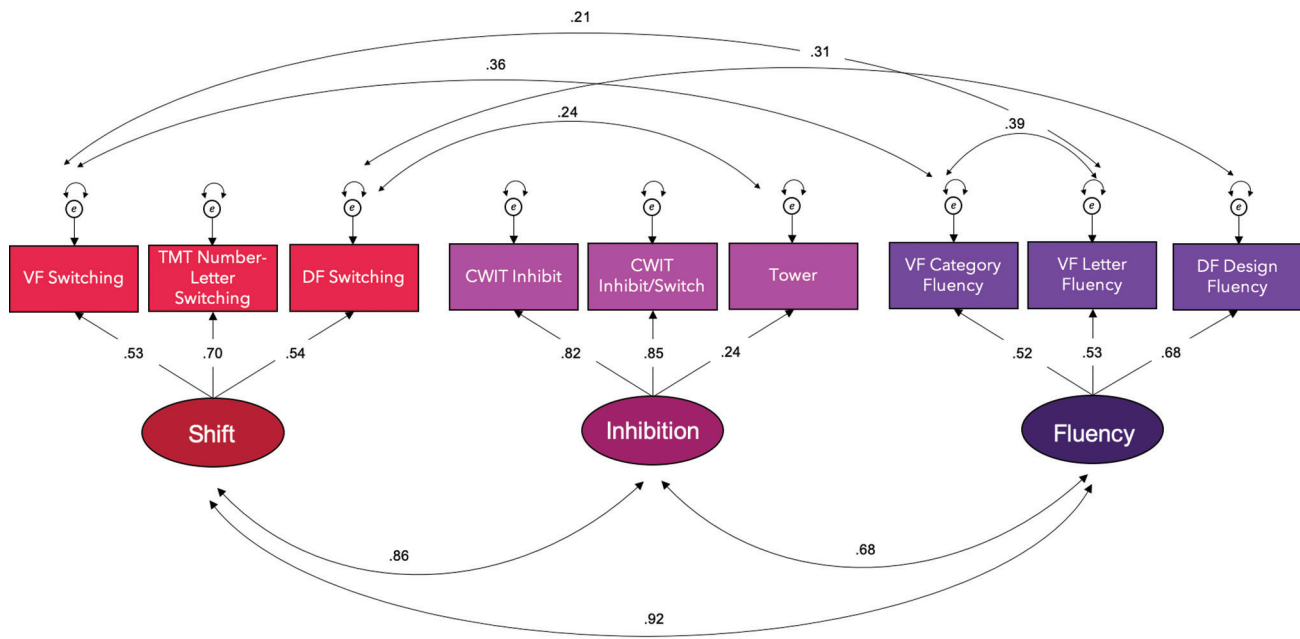 .21
.31
.36
.24
.39
e
e
e
e
e
e
e
e
e
VF Switching
TMT Number-
Letter
Switching
DF Switching
CWIT Inhibit
CWIT
Inhibit/Switch
Tower
VF Category
Fluency
VF Letter
Fluency
DF Design
Fluency
.53
.70
.54
.82
.85
.24
.52
.53
.68
Shift
Inhibition
Fluency
.86
.68
.92